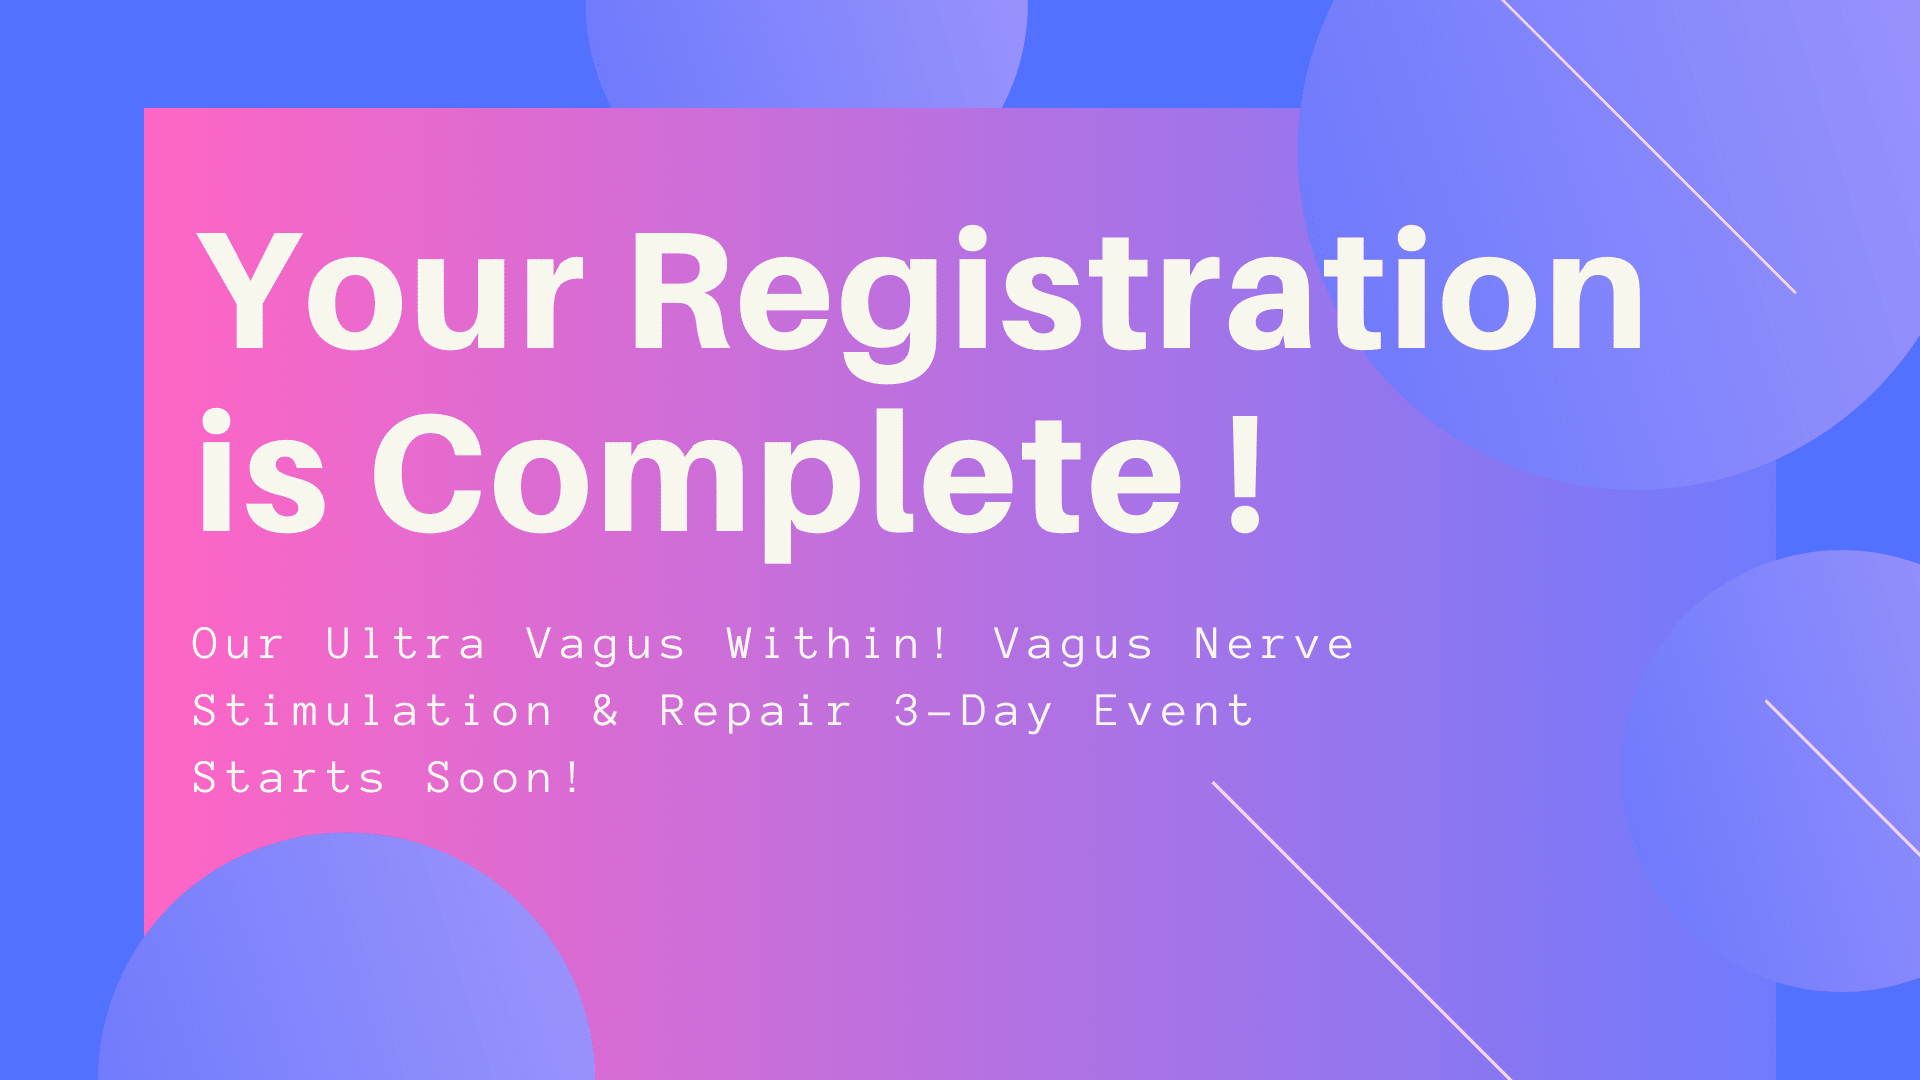 Your Registration
is Complete !
Our Ultra Vagus Within! Vagus Nerve
Stimulation & Repair 3-Day Event
Starts Soon!